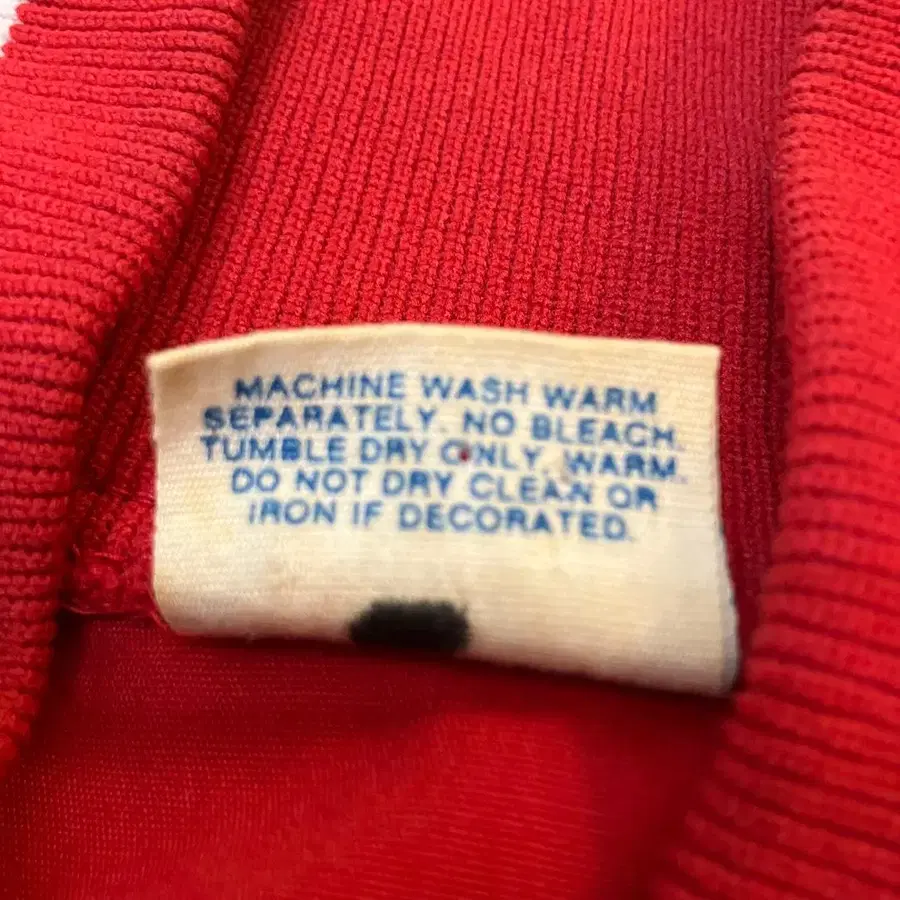 MACHINE WASH WARM
SEPARATELY. NO BLEACH.
TUMBLE DRY ONLY, WARM.
DO NOT DRY CLEAN OR
IRON IF DECORATED.